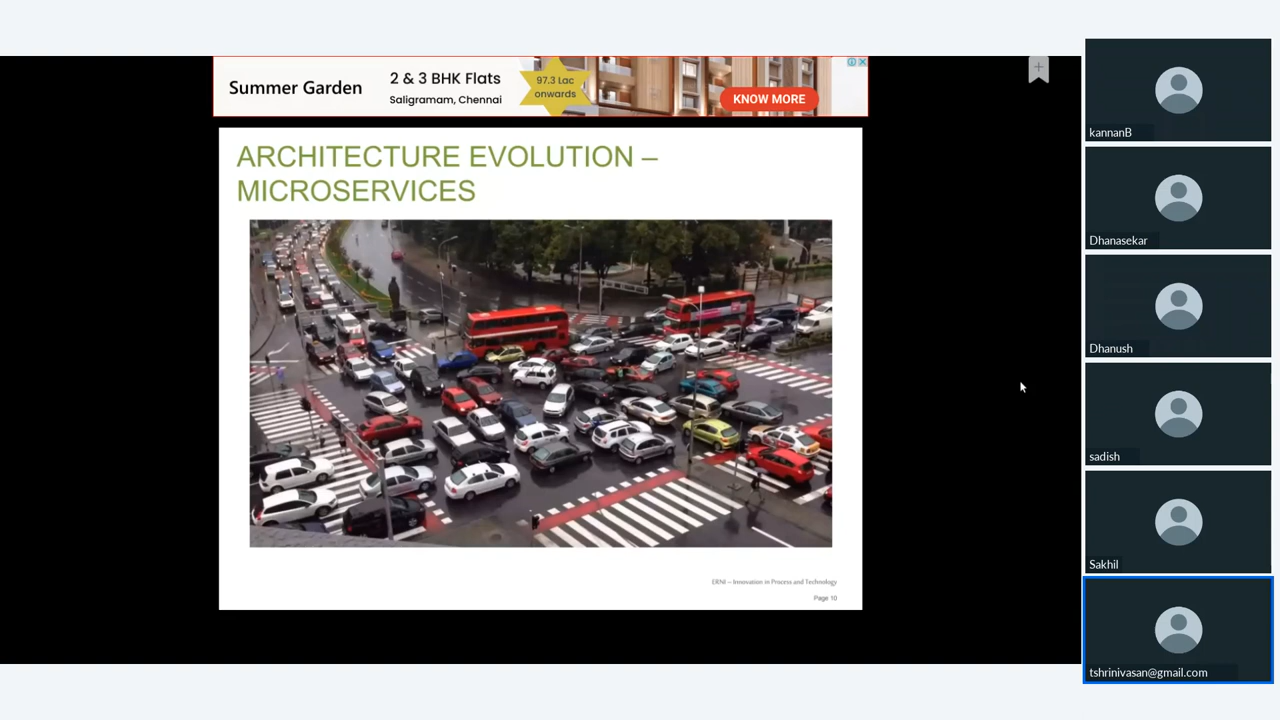 Summer Garden
2 & 3 BHK Flats
Saligramam, Chennai
97.3 Lac
onwards
KNOW MORE
ARCHITECTURE EVOLUTION –
MICROSERVICES
ERNI – Innovation in Process and Technology
Page 10
kannanB
Dhanasekar
Dhanush
sadish
Sakhil
tshrinivasan@gmail.com